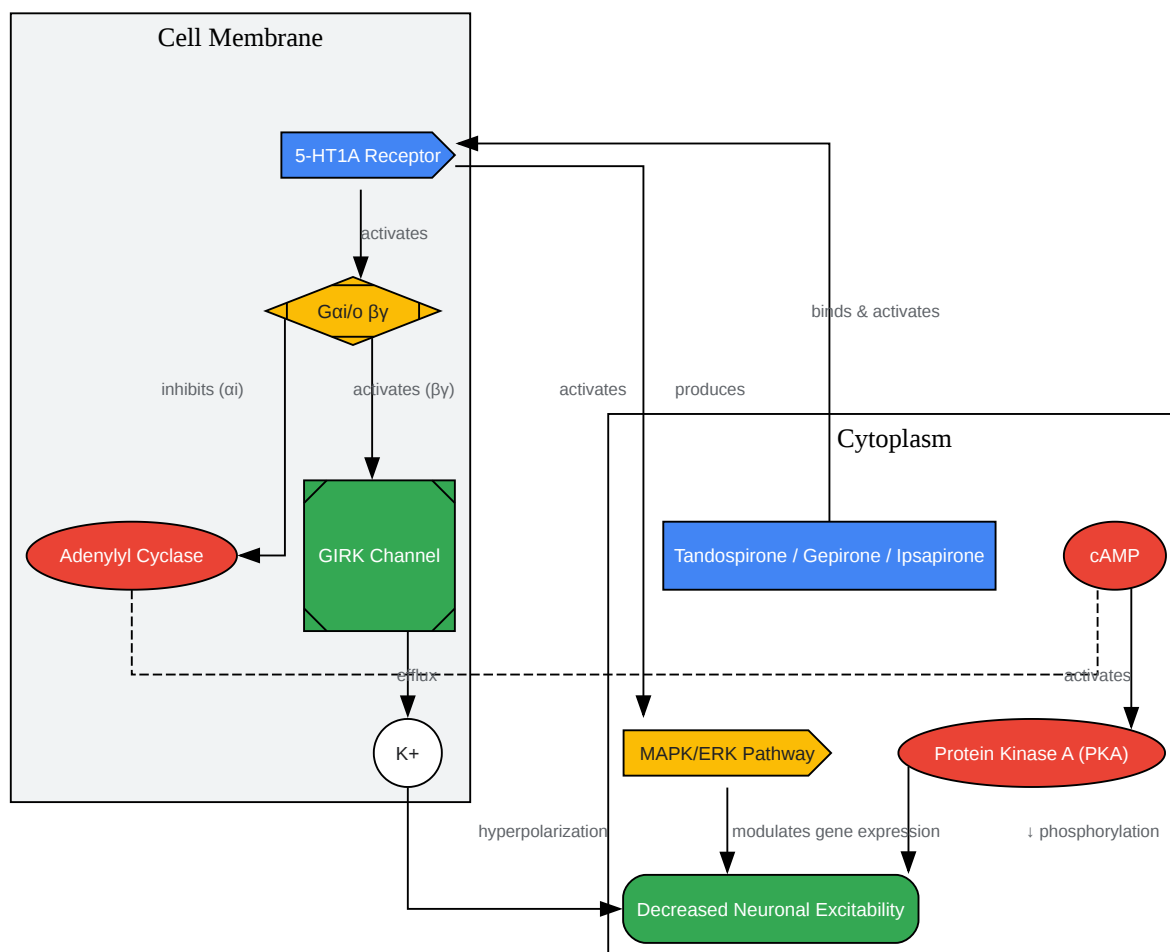 Cell Membrane
5-HT1A Receptor
activates
Gαi/o βγ
binds & activates
inhibits (αi)
activates (βγ)
activates
produces
Cytoplasm
Adenylyl Cyclase
GIRK Channel
Tandospirone / Gepirone / Ipsapirone
cAMP
efflux
activates
K+
MAPK/ERK Pathway
Protein Kinase A (PKA)
hyperpolarization
modulates gene expression
↓ phosphorylation
Decreased Neuronal Excitability